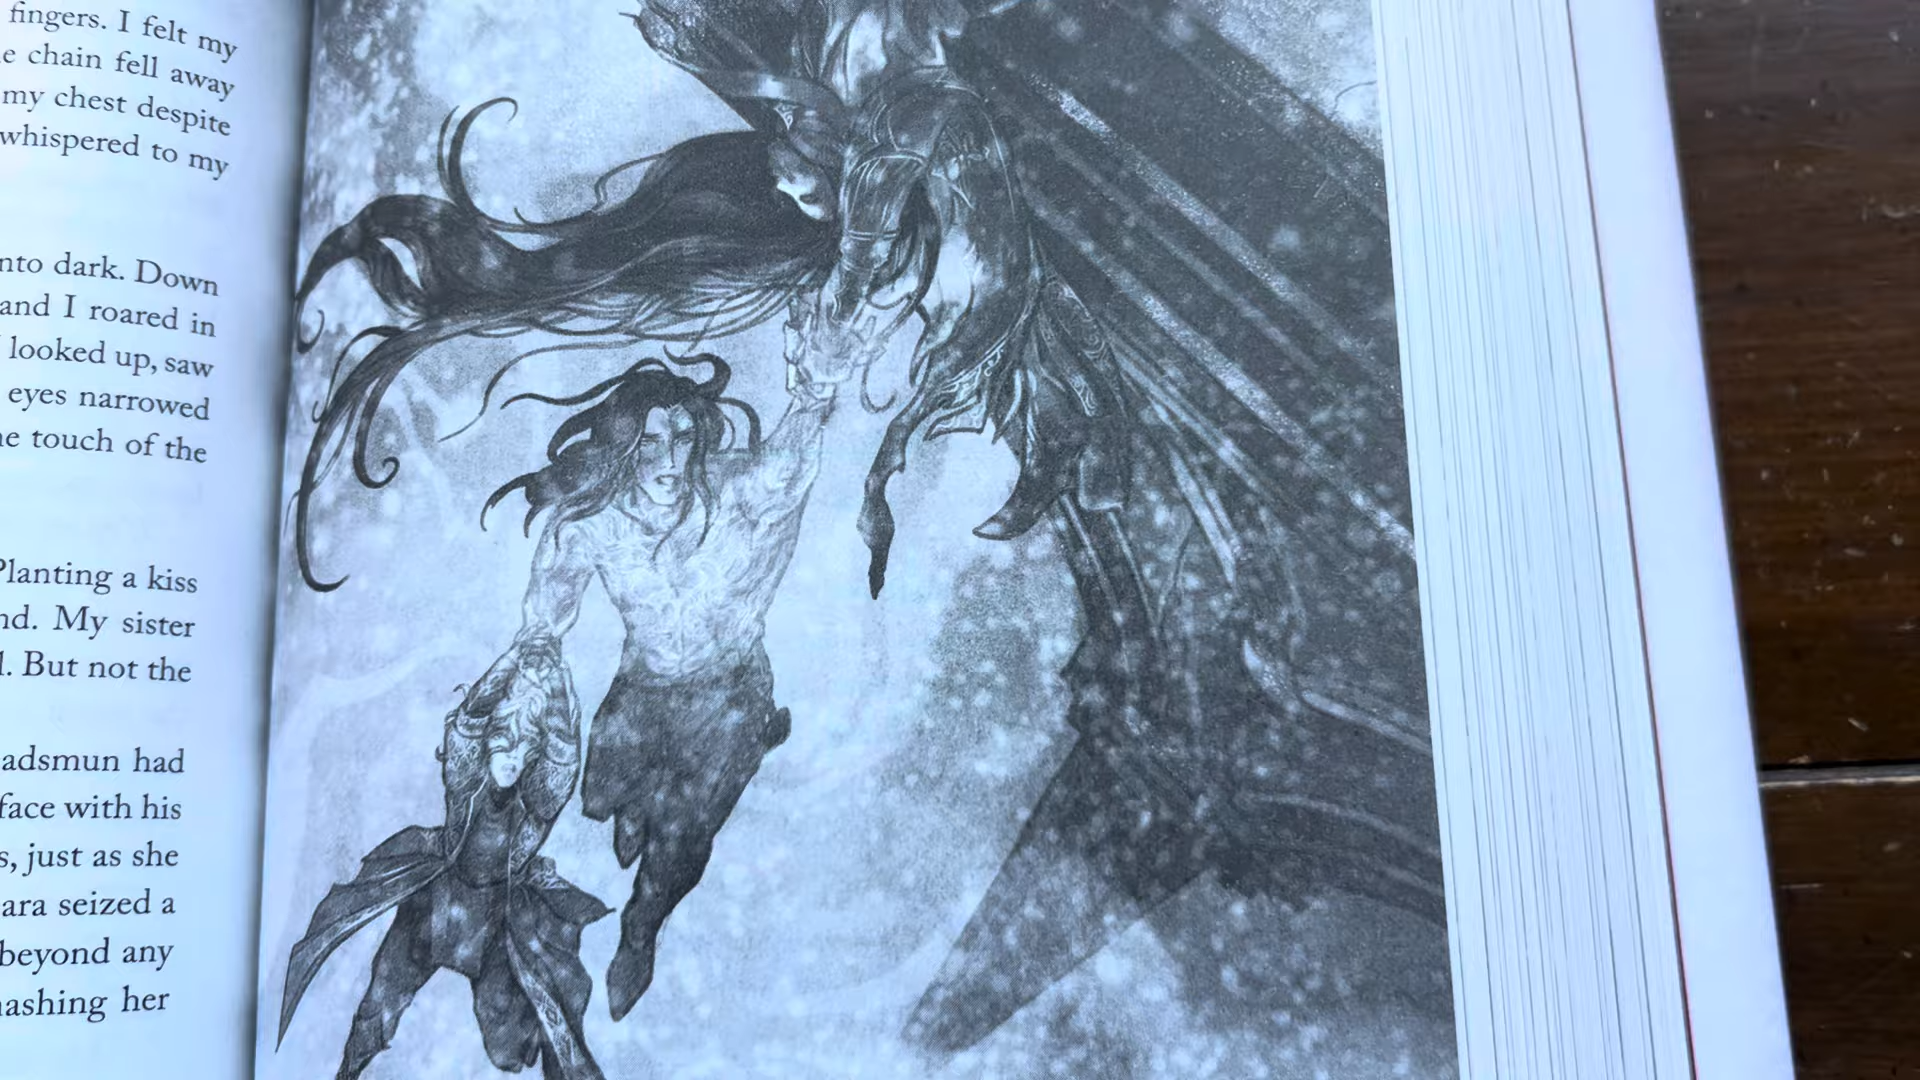 fingers. I felt my
chain fell away
my chest despite
whispered to my
nto dark. Down
and I roared in
looked up, saw
eyes narrowed
e touch of the
Planting a kiss
nd. My sister
l. But not the
adsmun had
face with his
s, just as she
ara seized a
beyond any
ashing her